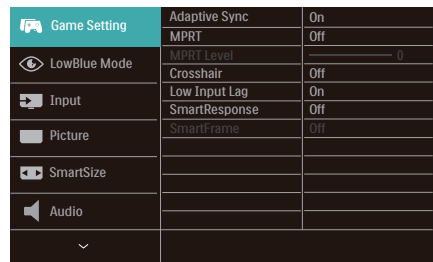 Game Setting
LowBlue Mode
Input
Picture
SmartSize
Audio
Adaptive Sync On
MPRT Off
MPRT Level 0
Crosshair Off
Low Input Lag On
SmartResponse Off
SmartFrame Off